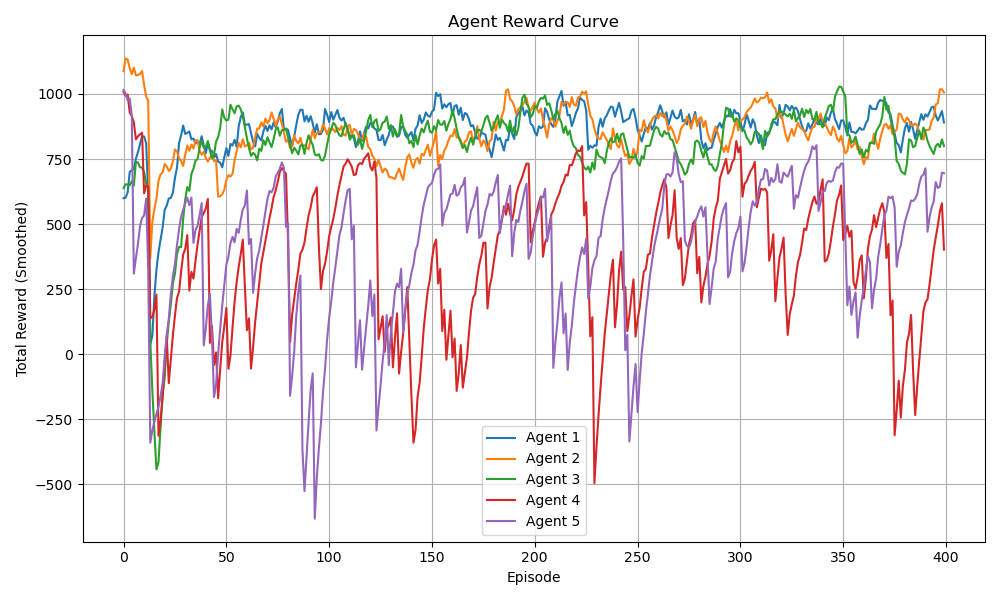 Agent Reward Curve
Total Reward (Smoothed)
1000
750
500
250
0
−250
−500
Agent 1
Agent 2
Agent 3
Agent 4
Agent 5
0 50 100 150 200 250 300 350 400
Episode